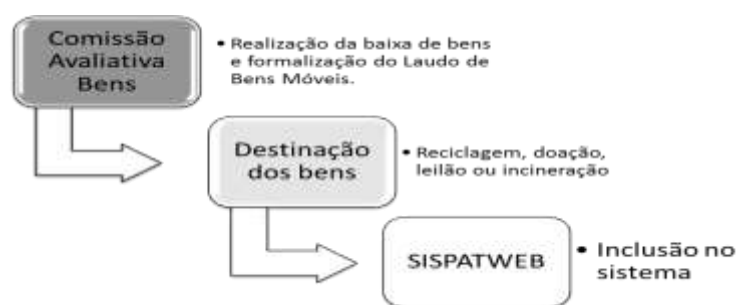 Comissão
Avaliativa
Bens
• Realização da baixa de bens
e formalização do Laudo de
Bens Móveis.
Destinação
dos bens
• Reciclagem, doação,
leilão ou incineração
SISPATWEB
• Inclusão no
sistema